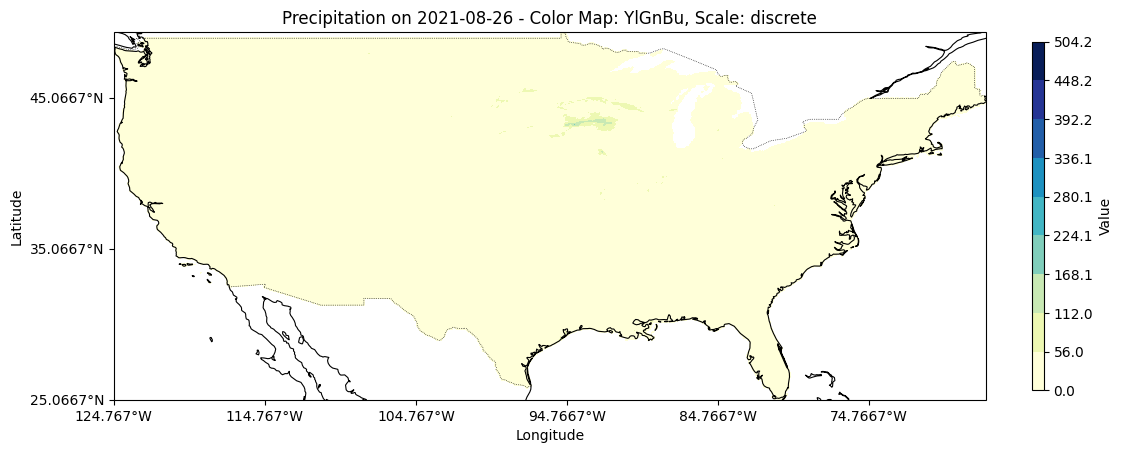 Precipitation on 2021-08-26 - Color Map: YlGnBu, Scale: discrete
504.2
448.2
392.2
336.1
280.1
224.1
168.1
112.0
56.0
0.0
Value
45.0667°N
35.0667°N
25.0667°N
Latitude
124.767°W
114.767°W
104.767°W
94.7667°W
84.7667°W
74.7667°W
Longitude